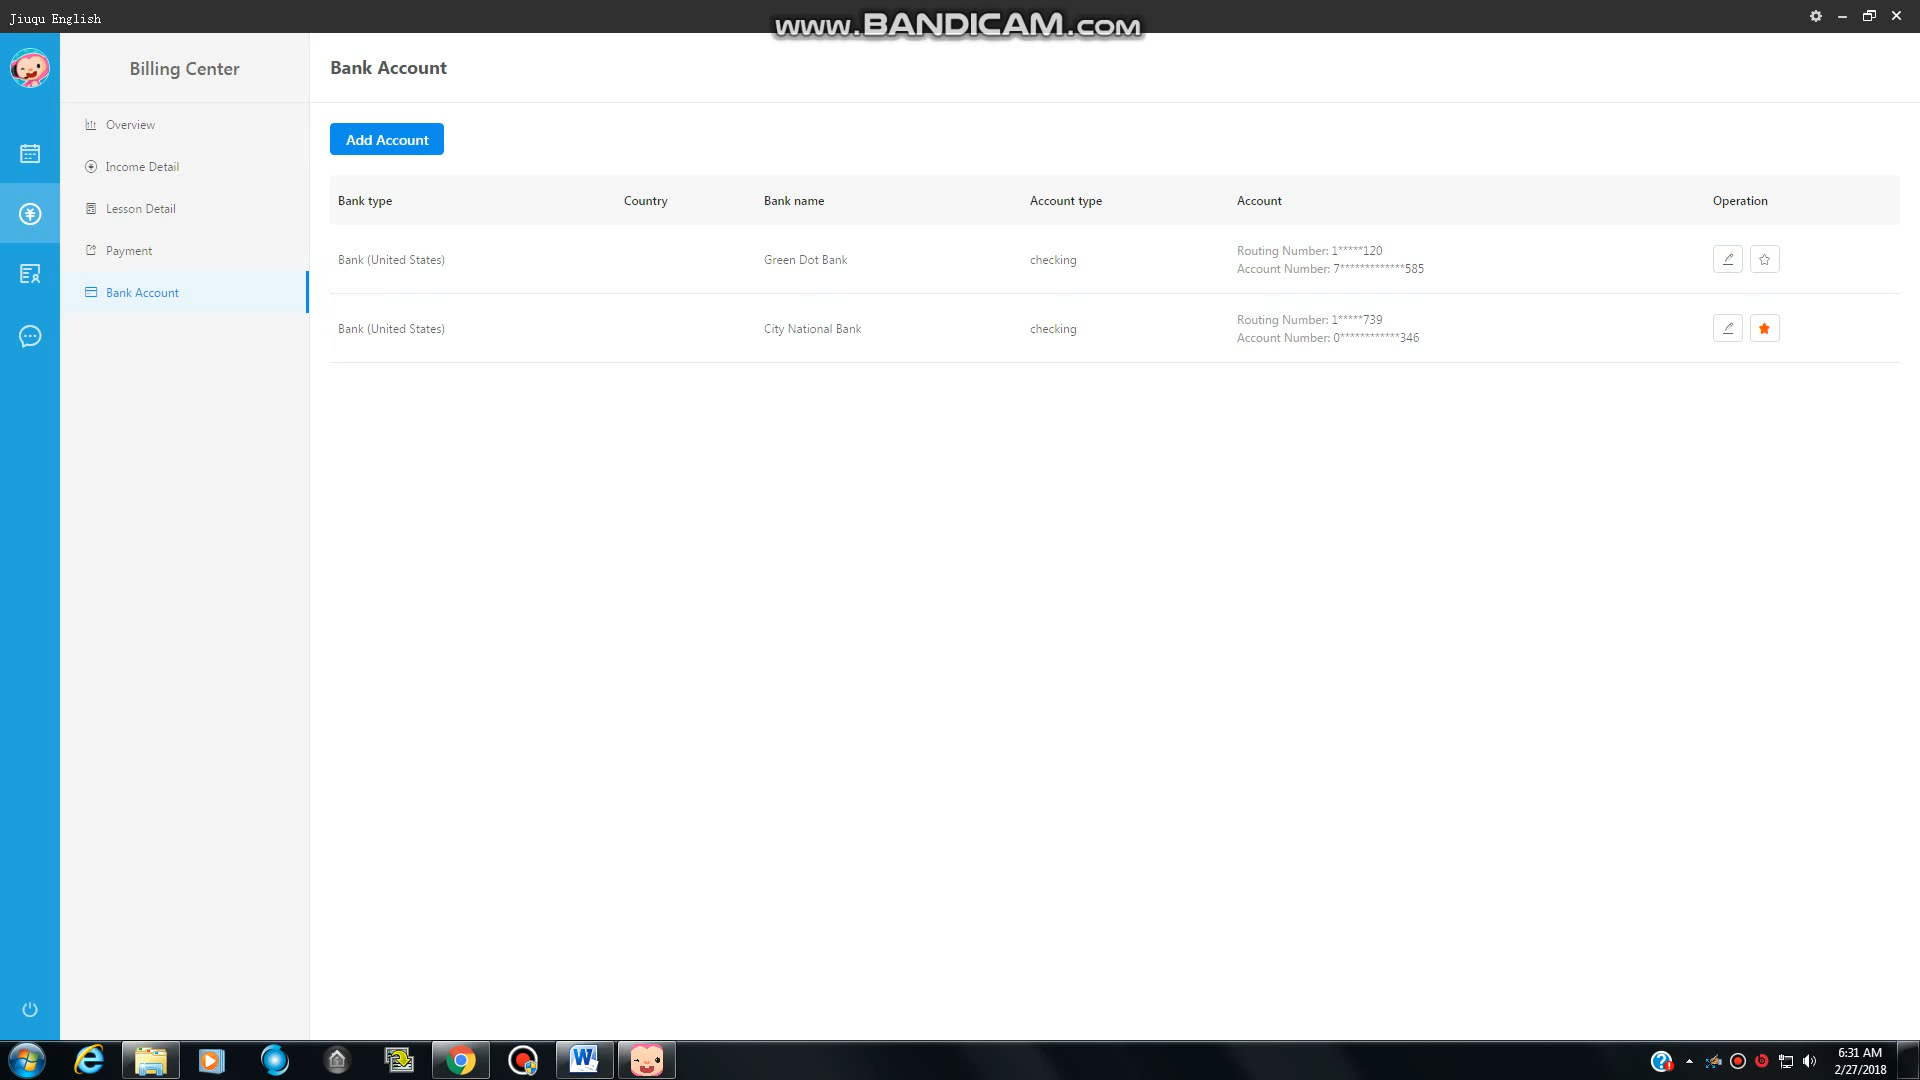 Jiuqu English
www.BANDICAM.com
Billing Center
Bank Account
Overview
Income Detail
Lesson Detail
Payment
Bank Account
Add Account
Bank type Country Bank name Account type Account Operation
Bank (United States) Green Dot Bank checking
Routing Number: 1*****120
Account Number: 7*************585
Bank (United States) City National Bank checking
Routing Number: 1*****739
Account Number: 0************346
6:31 AM
2/27/2018